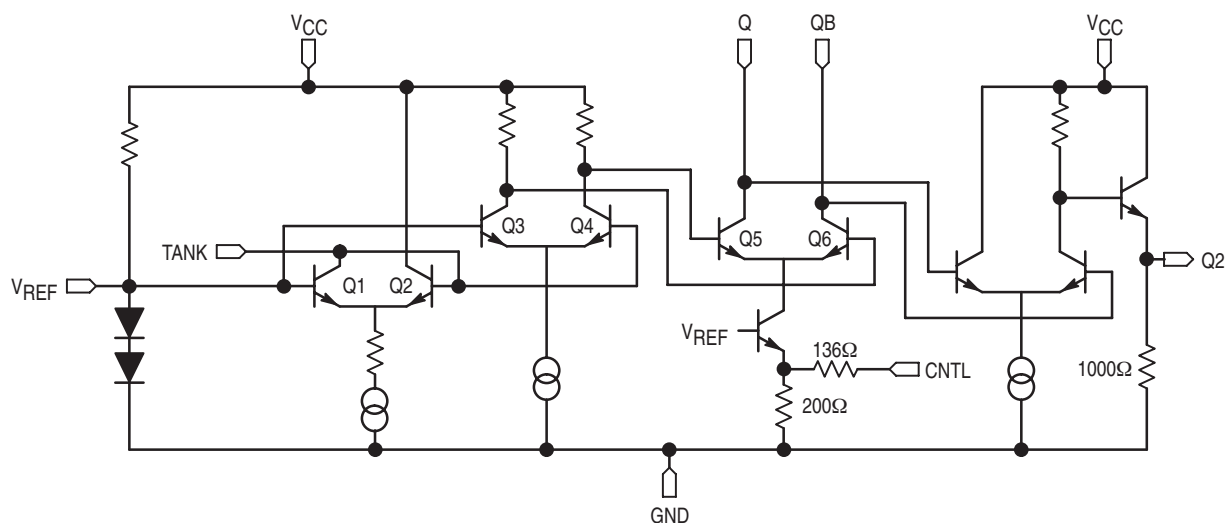 VCC
Q
QB
VCC
Q3
Q4
Q5
Q6
TANK
Q1
Q2
VREF
Q2
VREF
136Ω
CNTL
1000Ω
200Ω
GND